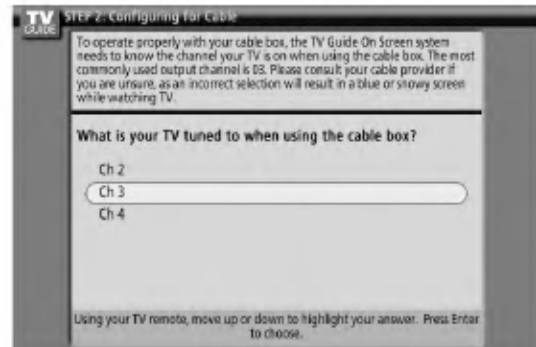 TV
GUIDE
STEP 2: Configuring for Cable
To operate properly with your cable box, the TV Guide On Screen system
needs to know the channel your TV is on when using the cable box. The most
commonly used output channel is 03. Please consult your cable provider if
you are unsure, as an incorrect selection will result in a blue or snowy screen
while watching TV.
What is your TV tuned to when using the cable box?
Ch 2
Ch 3
Ch 4
Using your TV remote, move up or down to highlight your answer. Press Enter
to choose.